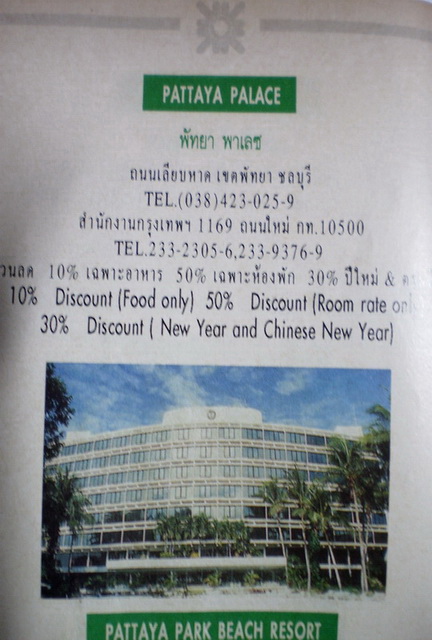 PATTAYA PALACE
พัทยา พาเลซ
ถนนเลียบหาด เขตพัทยา ชลบุรี
TEL.(038)423-025-9
สำนักงานกรุงเทพฯ 1169 ถนนใหม่ กท.10500
TEL.233-2305-6,233-9376-9
10% เฉพาะอาหาร 50% เฉพาะห้องพัก 30% ปีใหม่ &
10% Discount (Food only) 50% Discount (Room rate
30% Discount ( New Year and Chinese New Year)
PATTAYA PARK BEACH RESORT